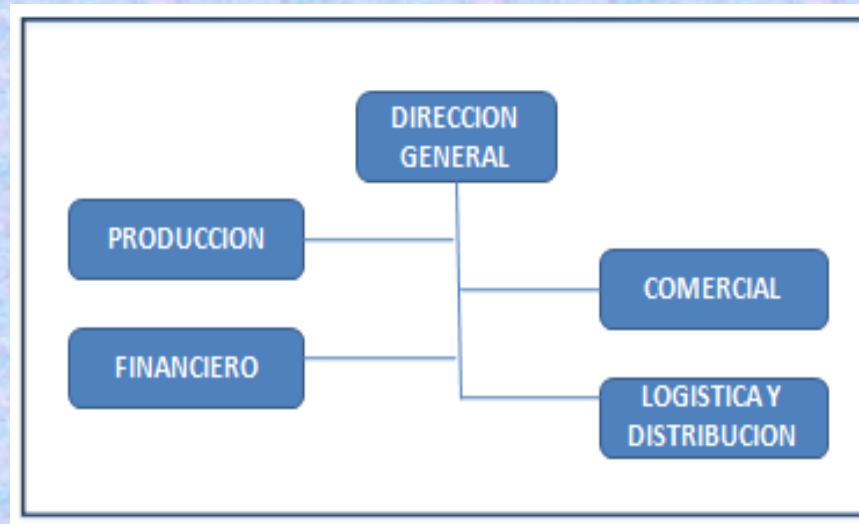 DIRECCION
GENERAL
PRODUCCION
COMERCIAL
FINANCIERO
LOGISTICA Y
DISTRIBUCION